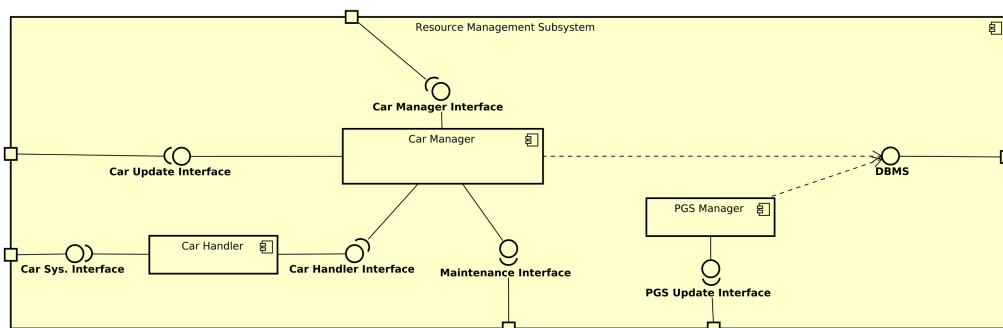 Resource Management Subsystem
Car Manager Interface
Car Manager
Car Update Interface
DBMS
PGS Manager
Car Handler
Car Sys. Interface
Car Handler Interface
Maintenance Interface
PGS Update Interface